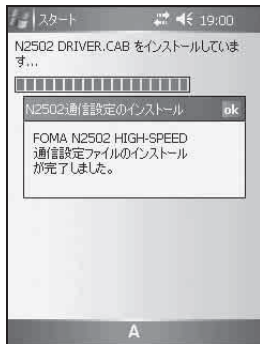 スタート 19:00
N2502 DRIVER.CAB をインストールしていま
す...
N2502通信設定のインストール ok
FOMA N2502 HIGH-SPEED
通信設定ファイルのインストール
が完了しました。
A